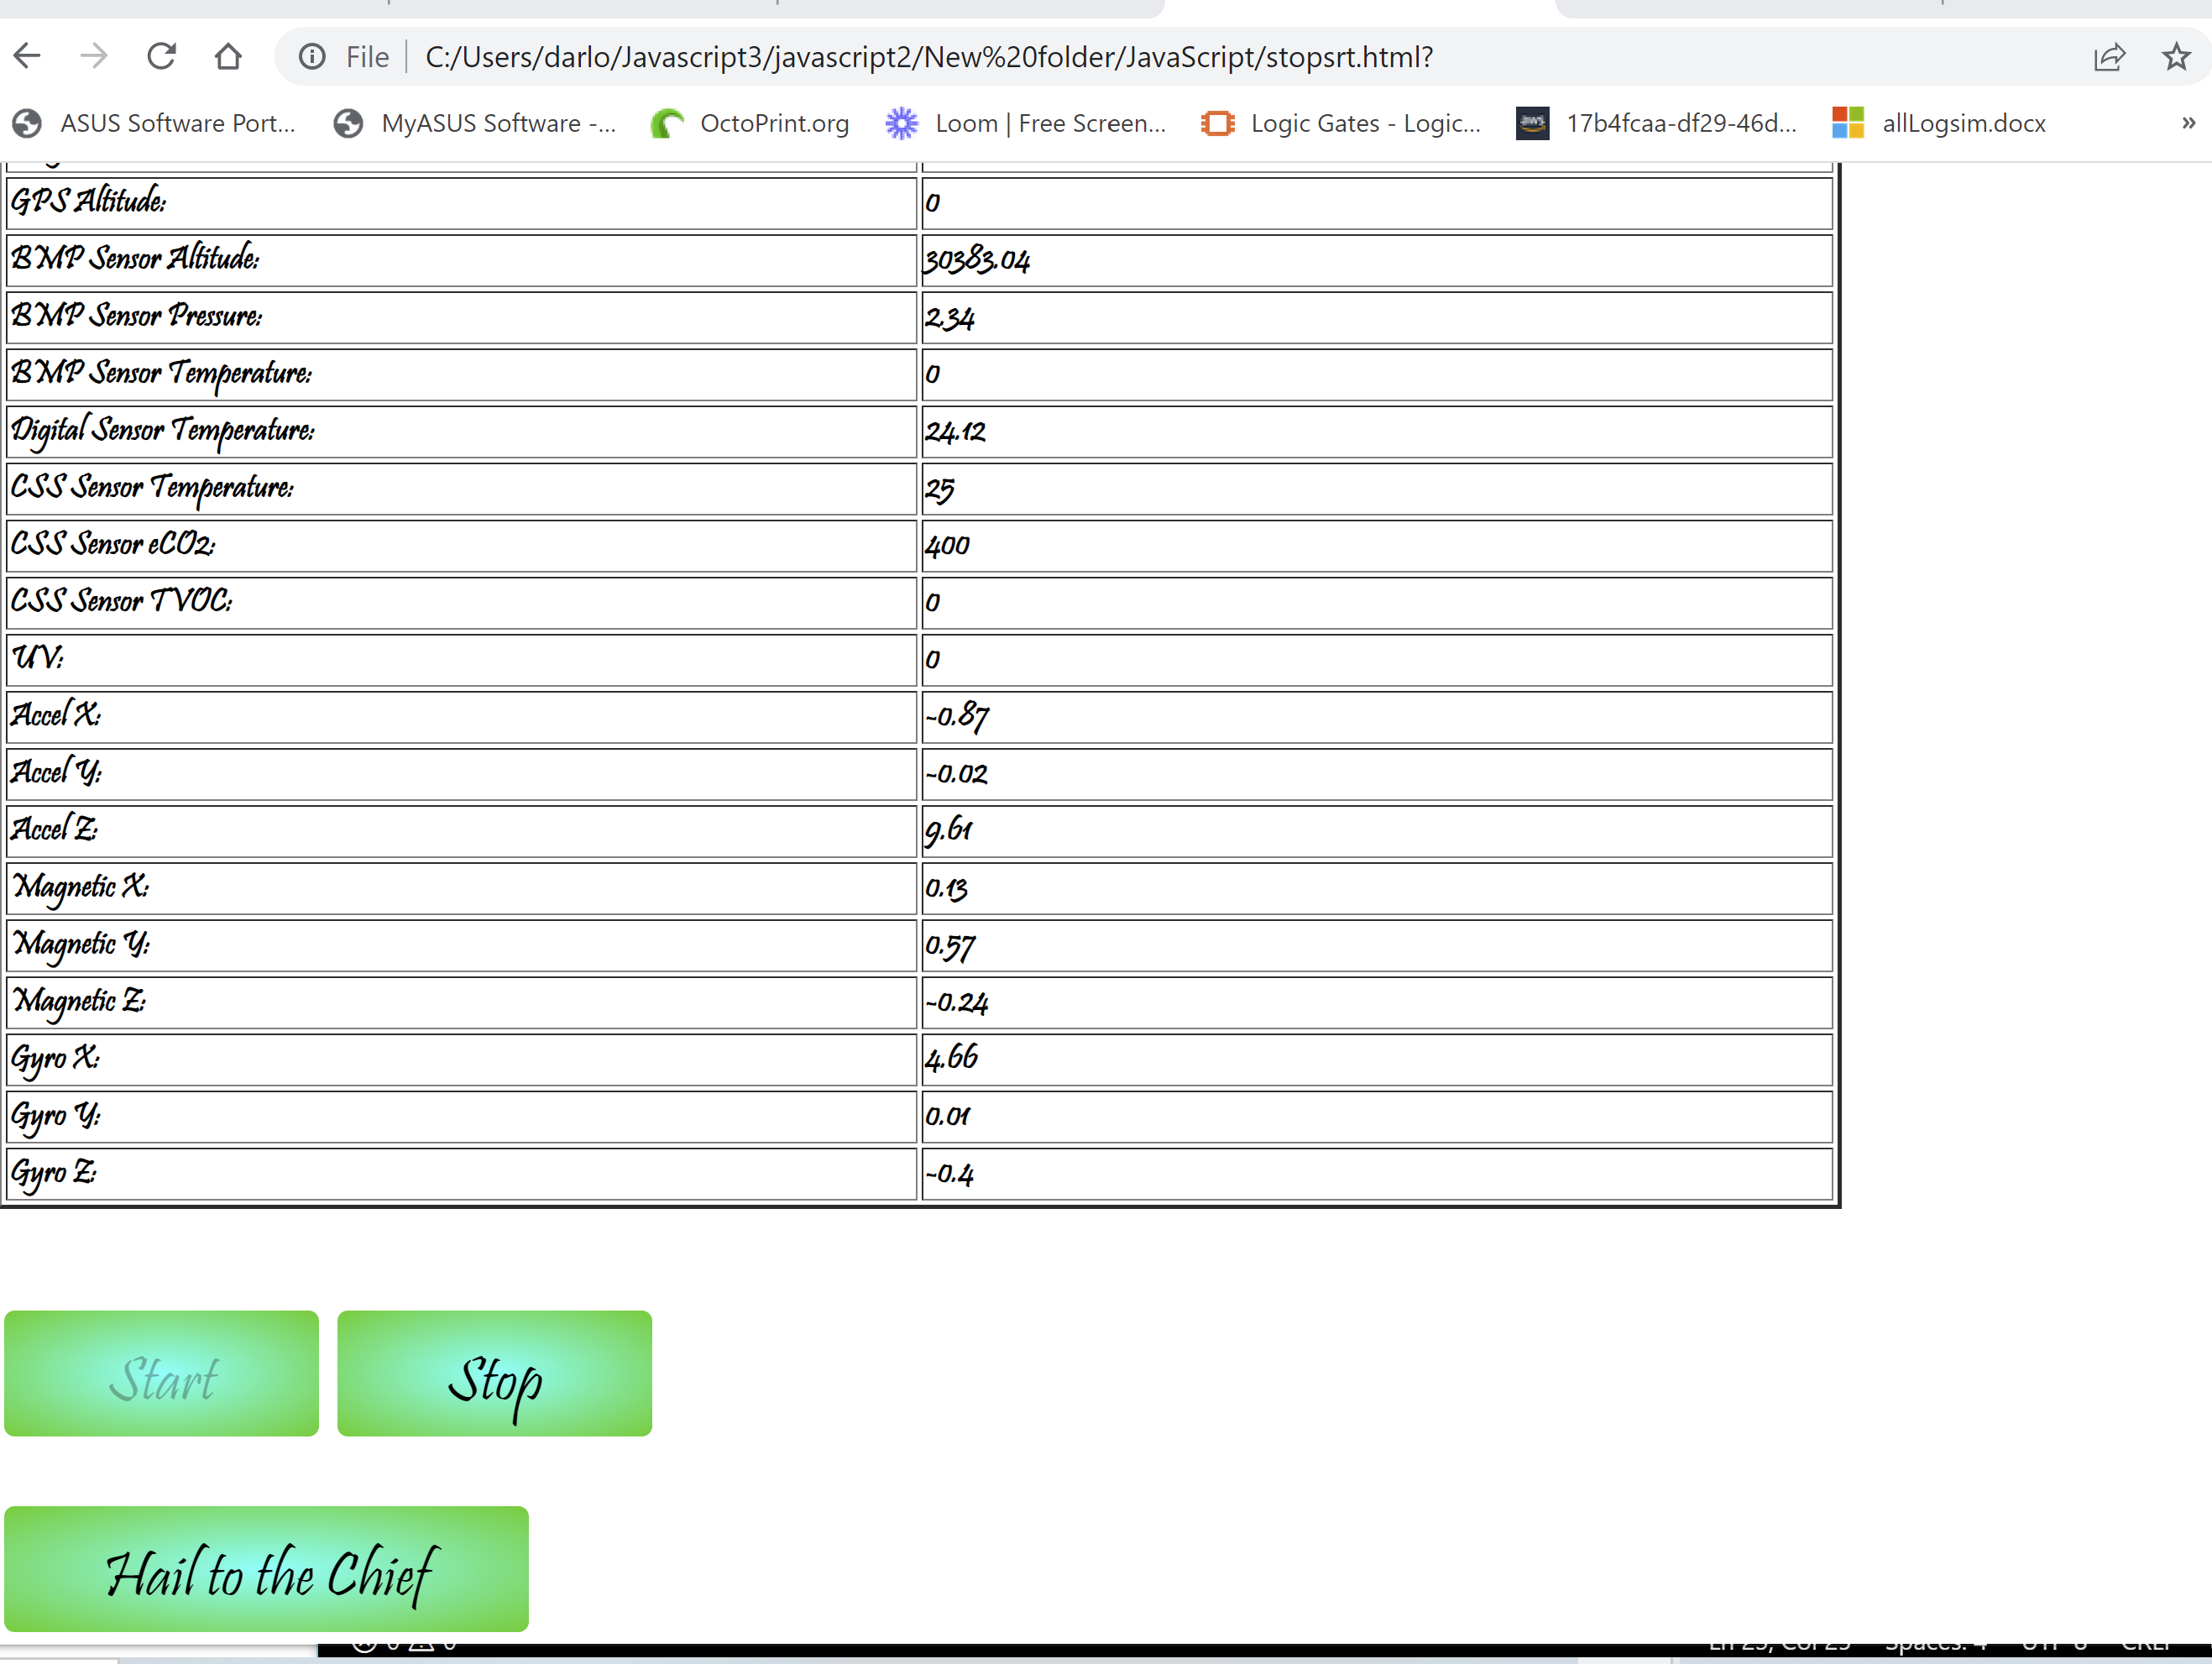 File C:/Users/darlo/Javascript3/javascript2/New%20folder/JavaScript/stopsrt.html?
ASUS Software Port... MyASUS Software -... OctoPrint.org Loom | Free Screen... Logic Gates - Logic... 17b4fcaa-df29-46d... allLogsim.docx »
GPS Altitude: 0
BMP Sensor Altitude: 30383.04
BMP Sensor Pressure: 2.34
BMP Sensor Temperature: 0
Digital Sensor Temperature: 24.12
CSS Sensor Temperature: 25
CSS Sensor eCO2: 400
CSS Sensor TVOC: 0
UV: 0
Accel X: -0.87
Accel Y: -0.02
Accel Z: 9.61
Magnetic X: 0.13
Magnetic Y: 0.57
Magnetic Z: -0.24
Gyro X: 4.66
Gyro Y: 0.01
Gyro Z: -0.4
Start Stop
Hail to the Chief